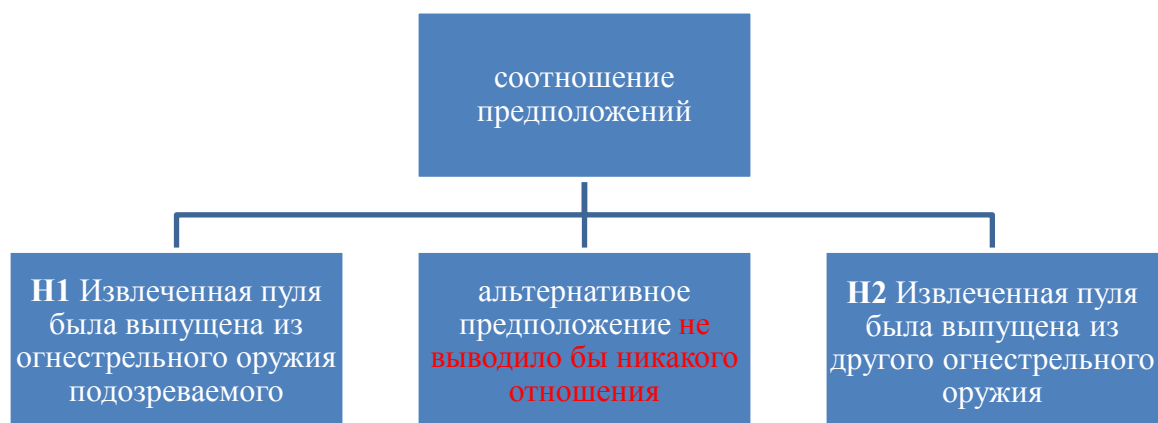 соотношение
предположений
H1 Извлеченная пуля
была выпущена из
огнестрельного оружия
подозреваемого
альтернативное
предположение не
выводило бы никакого
отношения
H2 Извлеченная пуля
была выпущена из
другого огнестрельного
оружия